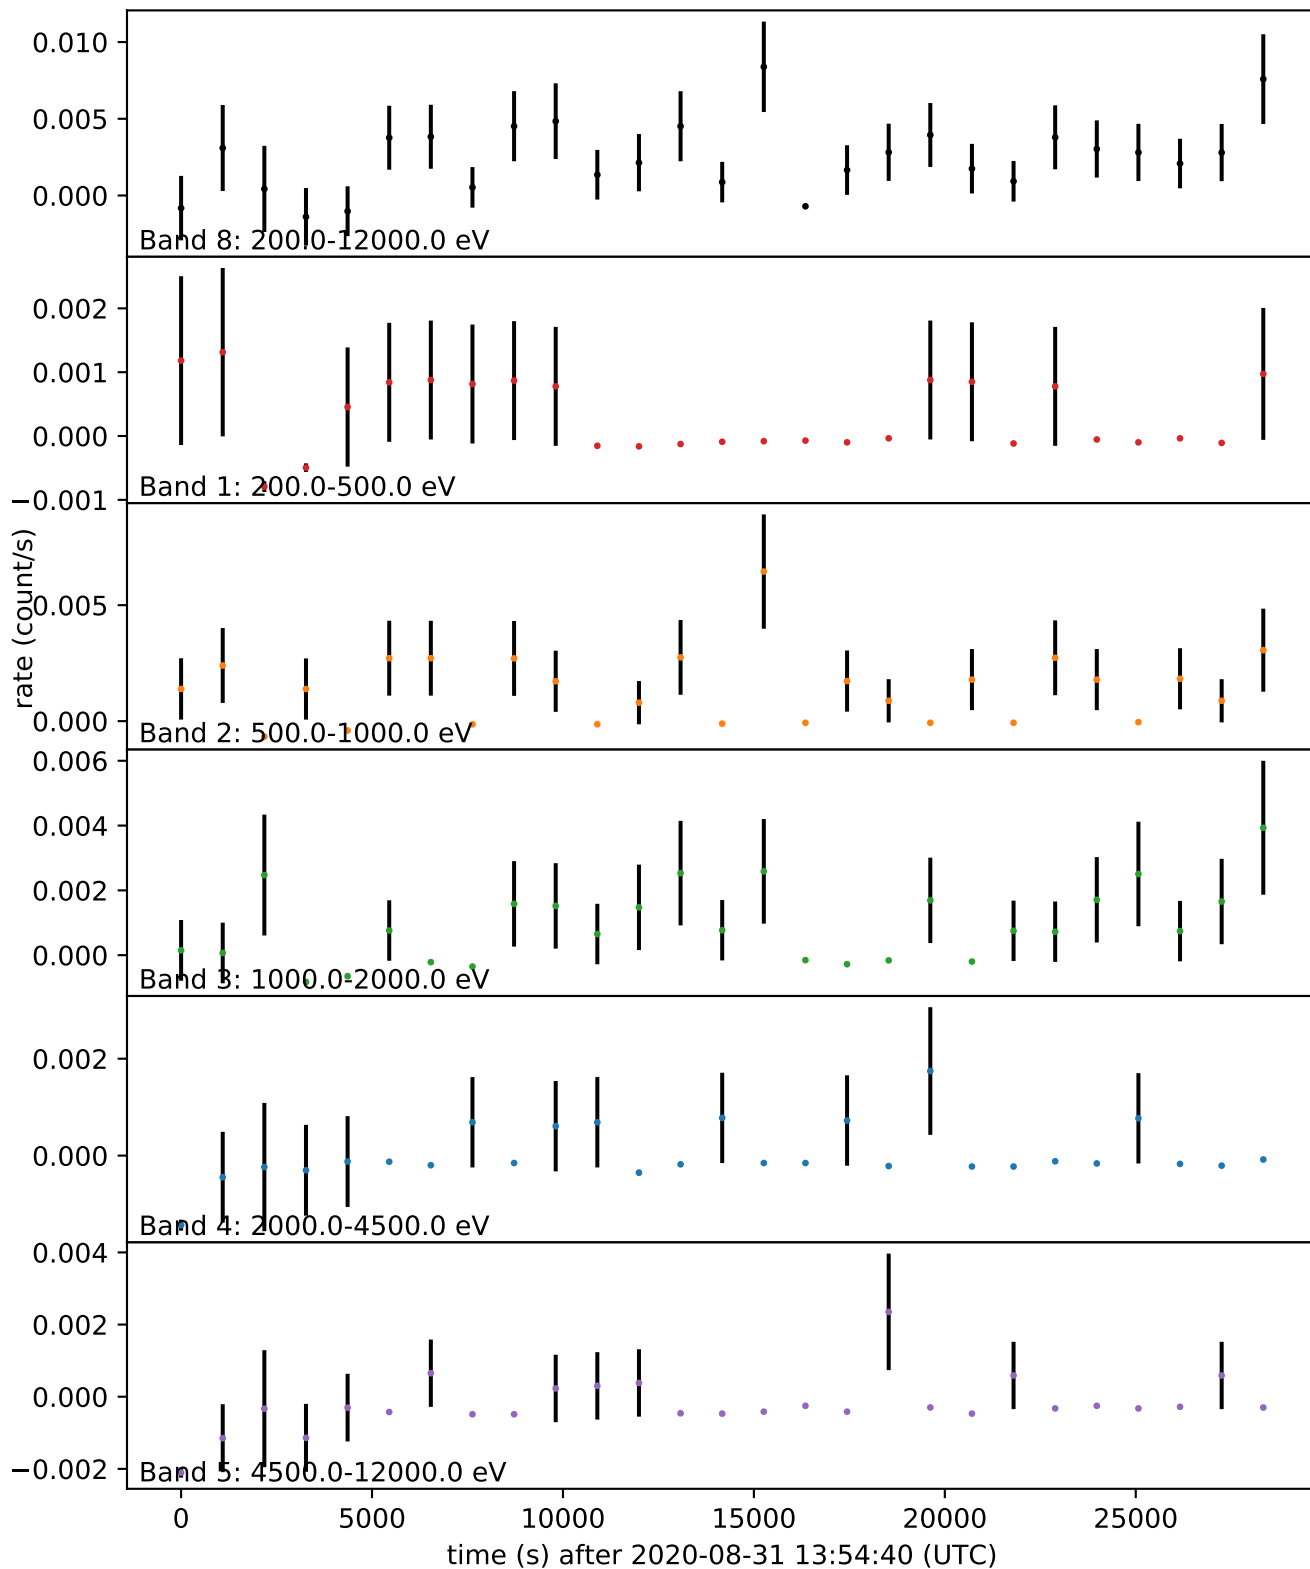 0.010
0.005
0.000
Band 8: 200.0-12000.0 eV
0.002
0.001
0.000
−0.001
Band 1: 200.0-500.0 eV
rate (count/s)
0.005
0.000
Band 2: 500.0-1000.0 eV
0.006
0.004
0.002
0.000
Band 3: 1000.0-2000.0 eV
0.002
0.000
Band 4: 2000.0-4500.0 eV
0.004
0.002
0.000
−0.002
Band 5: 4500.0-12000.0 eV
0 5000 10000 15000 20000 25000
time (s) after 2020-08-31 13:54:40 (UTC)